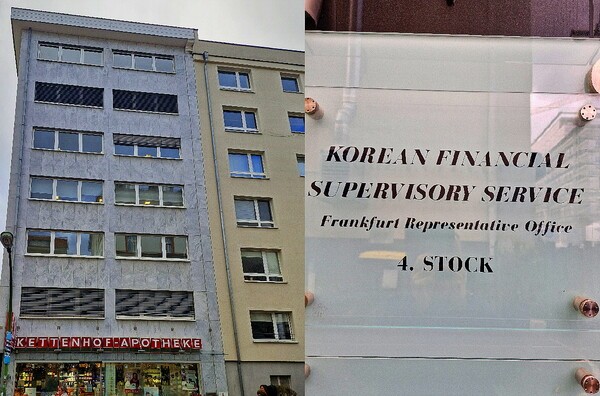 KETTENHOF-APOTHEKE
KOREAN FINANCIAL
SUPERVISORY SERVICE
Frankfurt Representative Office
4. STOCK